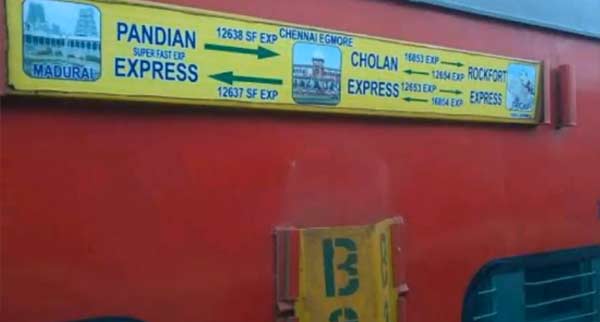 PANDIAN
SUPER FAST EXP
EXPRESS
MADURAI
12638 SF EXP
12637 SF EXP
CHENNAI EGMORE
CHOLAN
EXPRESS
16853 EXP
12654 EXP
12653 EXP
16854 EXP
ROCKFORT
EXPRESS
B
B